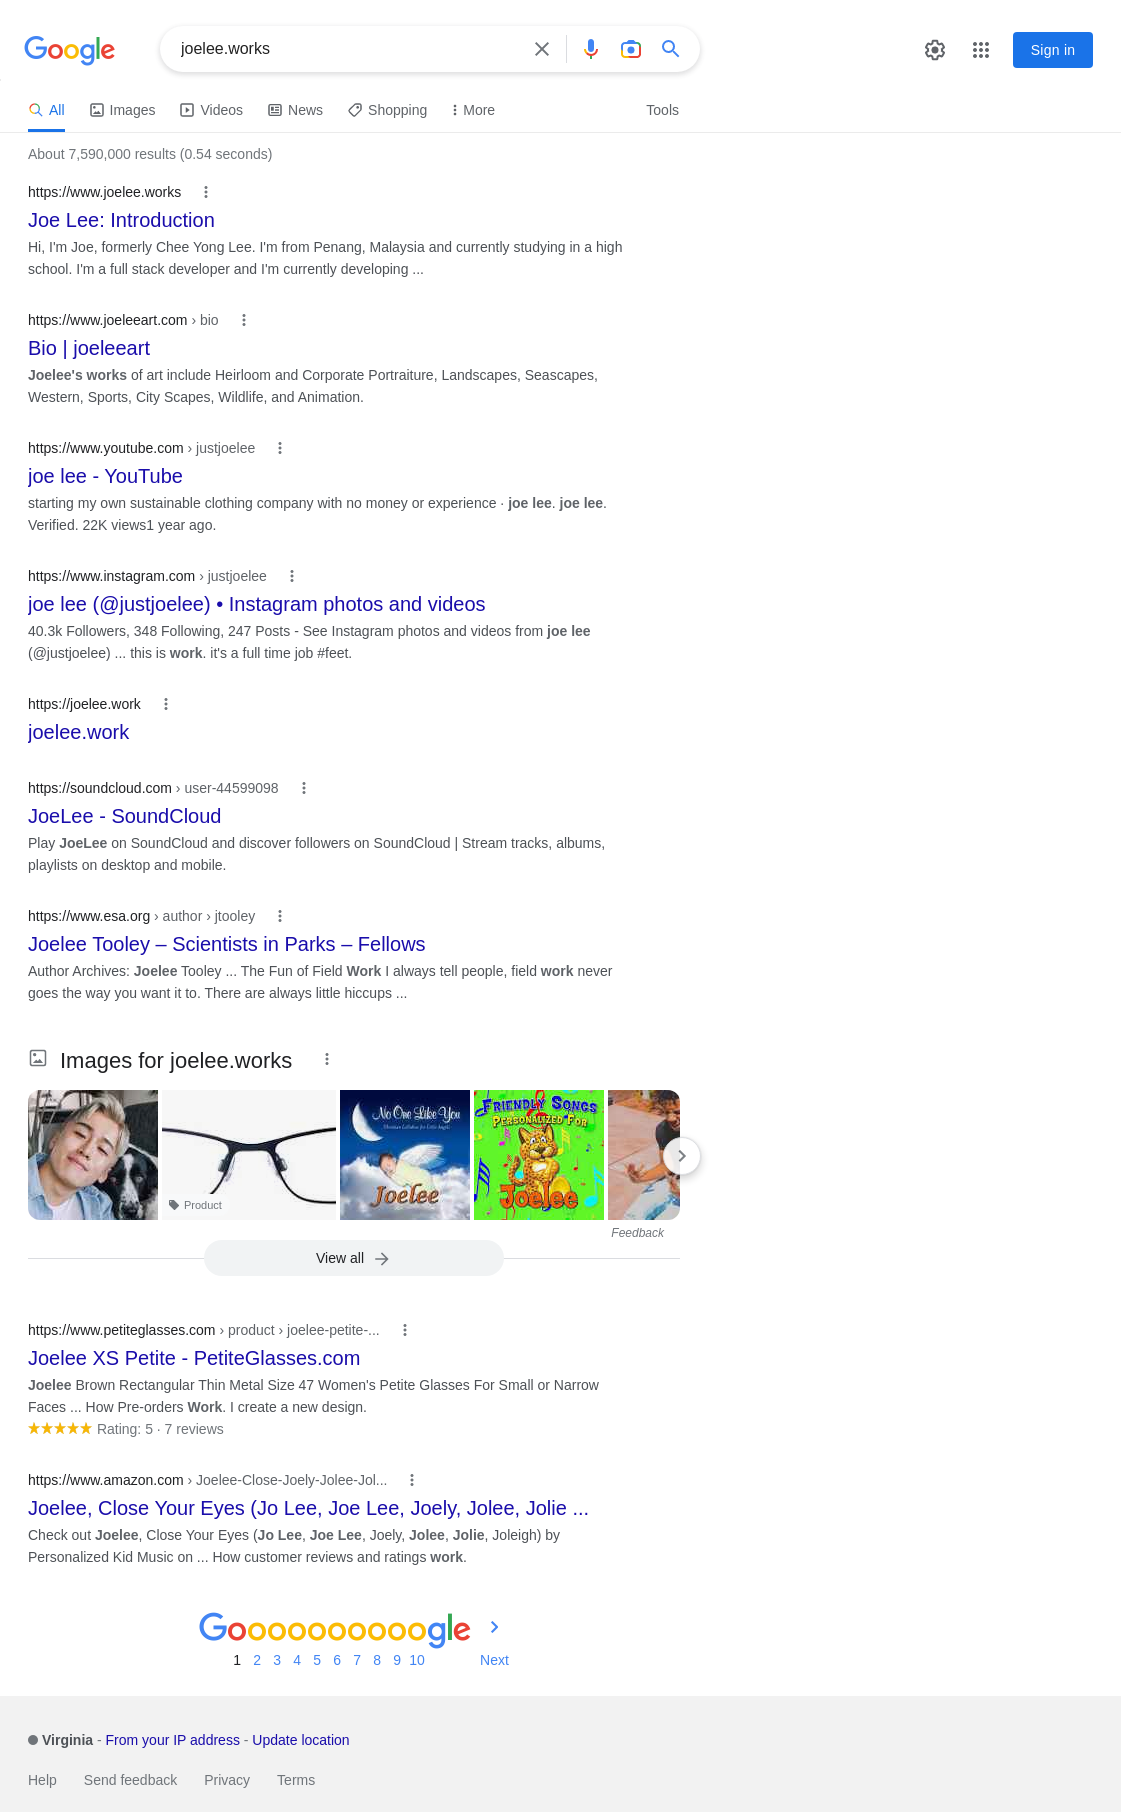 Google
joelee.works
Sign in
All
Images
Videos
News
Shopping
More
Tools
About 7,590,000 results (0.54 seconds)
https://www.joelee.works
Joe Lee: Introduction
Hi, I'm Joe, formerly Chee Yong Lee. I'm from Penang, Malaysia and currently studying in a high
school. I'm a full stack developer and I'm currently developing ...
https://www.joeleeart.com › bio
Bio | joeleeart
Joelee's works of art include Heirloom and Corporate Portraiture, Landscapes, Seascapes,
Western, Sports, City Scapes, Wildlife, and Animation.
https://www.youtube.com › justjoelee
joe lee - YouTube
starting my own sustainable clothing company with no money or experience · joe lee. joe lee.
Verified. 22K views1 year ago.
https://www.instagram.com › justjoelee
joe lee (@justjoelee) • Instagram photos and videos
40.3k Followers, 348 Following, 247 Posts - See Instagram photos and videos from joe lee
(@justjoelee) ... this is work. it's a full time job #feet.
https://joelee.work
joelee.work
https://soundcloud.com › user-44599098
JoeLee - SoundCloud
Play JoeLee on SoundCloud and discover followers on SoundCloud | Stream tracks, albums,
playlists on desktop and mobile.
https://www.esa.org › author › jtooley
Joelee Tooley – Scientists in Parks – Fellows
Author Archives: Joelee Tooley ... The Fun of Field Work I always tell people, field work never
goes the way you want it to. There are always little hiccups ...
Images for joelee.works
Product
No One Like You
Christian Lullabies for Little Angels
Joelee
FRIENDLY SONGS
PERSONALIZED FOR
Joelee
Feedback
View all
https://www.petiteglasses.com › product › joelee-petite-...
Joelee XS Petite - PetiteGlasses.com
Joelee Brown Rectangular Thin Metal Size 47 Women's Petite Glasses For Small or Narrow
Faces ... How Pre-orders Work. I create a new design.
Rating: 5 · 7 reviews
https://www.amazon.com › Joelee-Close-Joely-Jolee-Jol...
Joelee, Close Your Eyes (Jo Lee, Joe Lee, Joely, Jolee, Jolie ...
Check out Joelee, Close Your Eyes (Jo Lee, Joe Lee, Joely, Jolee, Jolie, Joleigh) by
Personalized Kid Music on ... How customer reviews and ratings work.
Goooooooooogle
1 2 3 4 5 6 7 8 9 10 Next
Virginia - From your IP address - Update location
Help Send feedback Privacy Terms